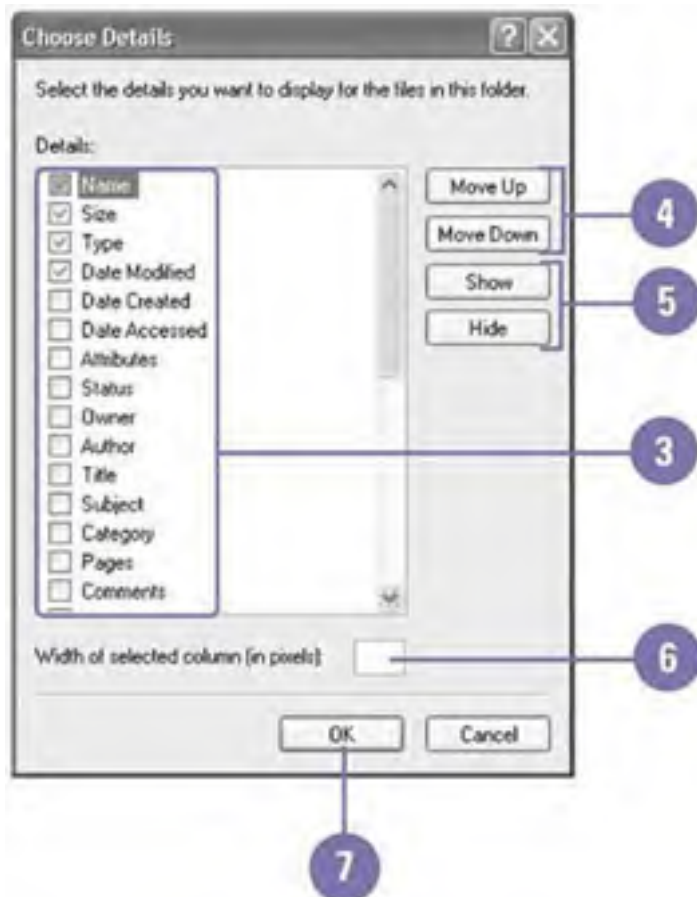 Choose Details
Select the details you want to display for the files in this folder.
Details:
Name
Size
Type
Date Modified
Date Created
Date Accessed
Attributes
Status
Owner
Author
Title
Subject
Category
Pages
Comments
Move Up
Move Down
Show
Hide
4
5
3
Width of selected column (in pixels):
6
OK
Cancel
7